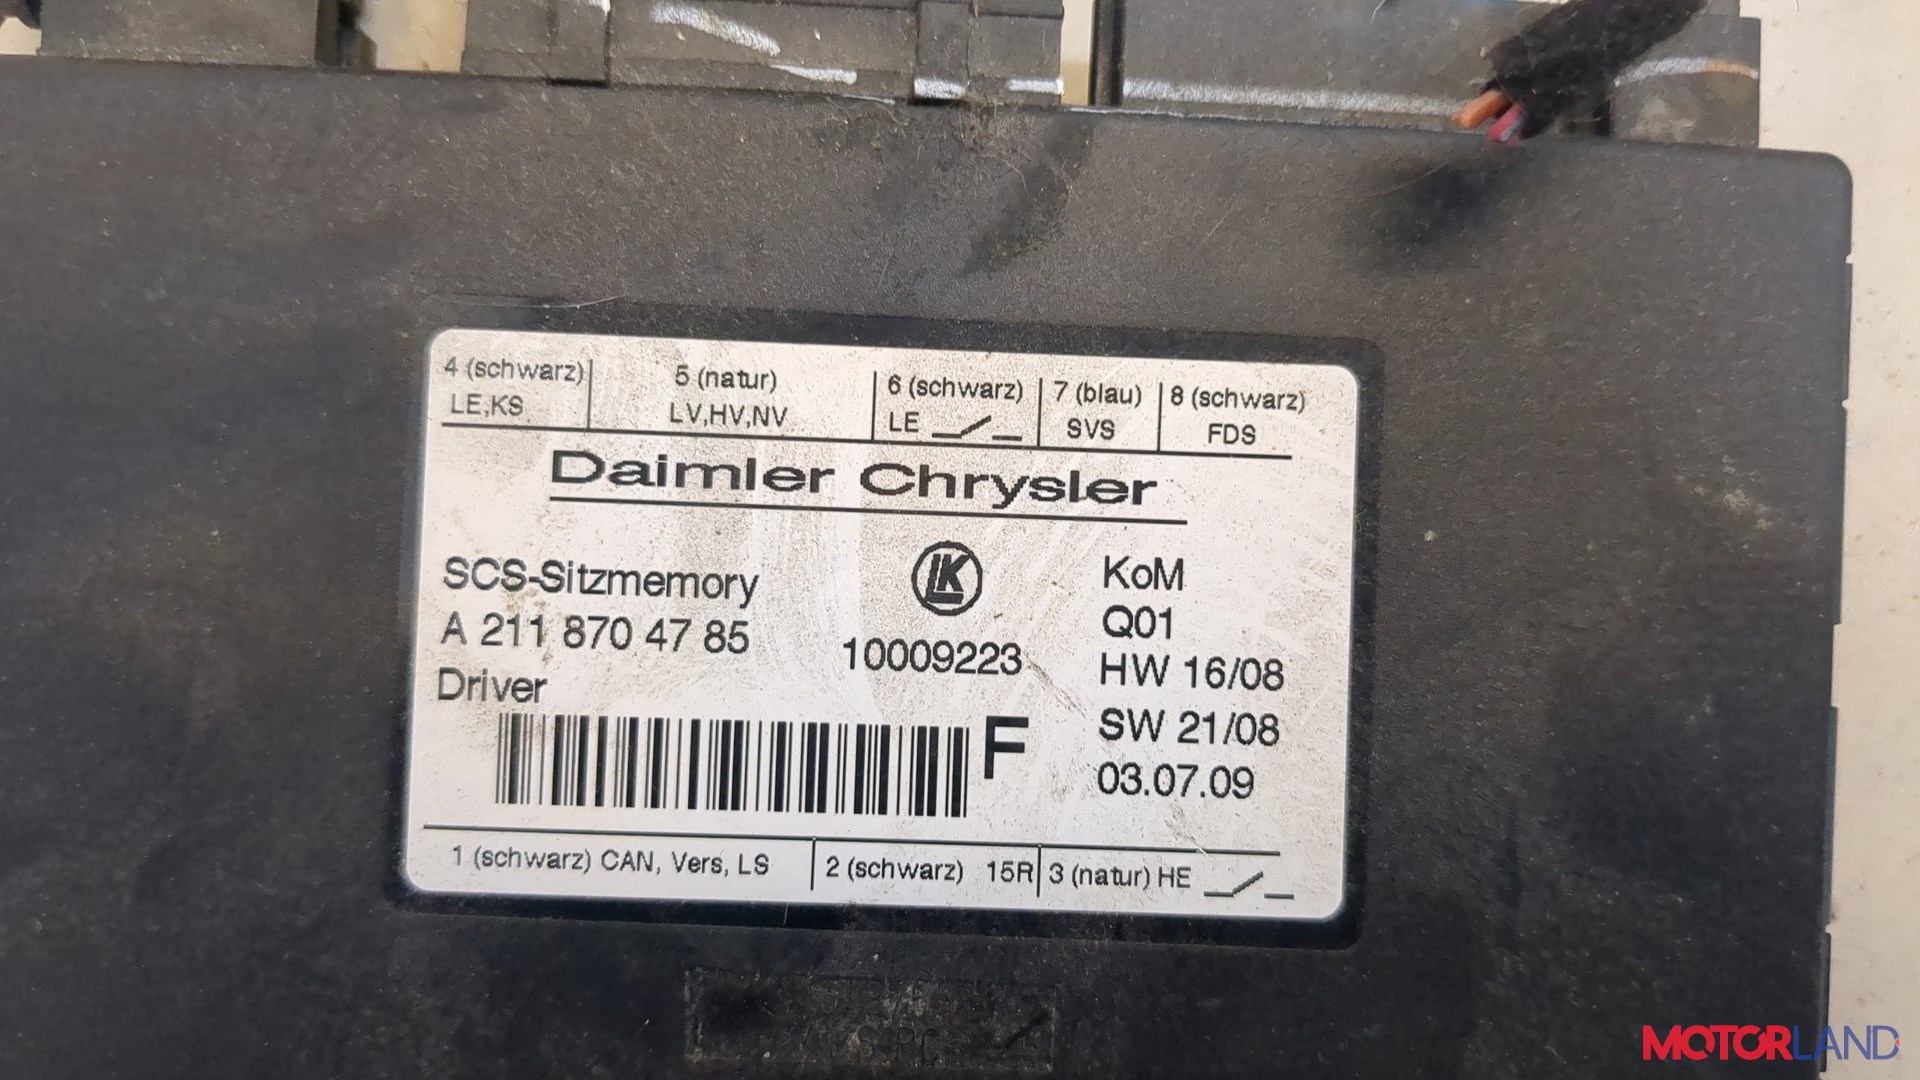 4 (schwarz) 5 (natur) 6 (schwarz) 7 (blau) 8 (schwarz)
LE,KS LV,HV,NV LE SVS FDS
Daimler Chrysler
SCS-Sitzmemory
A 211 870 47 85
Driver
LK
10009223
KoM
Q01
HW 16/08
SW 21/08
03.07.09
F
1 (schwarz) CAN, Vers, LS 2 (schwarz) 15R 3 (natur) HE
MOTORLAND